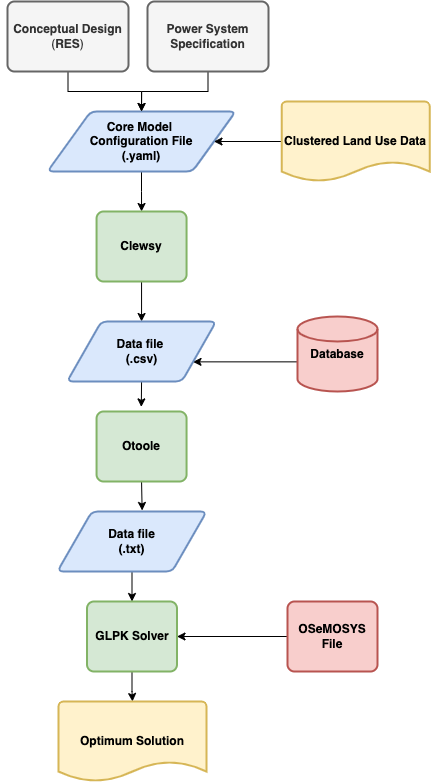 Conceptual Design
(RES)
Power System
Specification
Core Model
Configuration File
(.yaml)
Clustered Land Use Data
Clewsy
Data file
(.csv)
Database
Otoole
Data file
(.txt)
GLPK Solver
OSeMOSYS
File
Optimum Solution